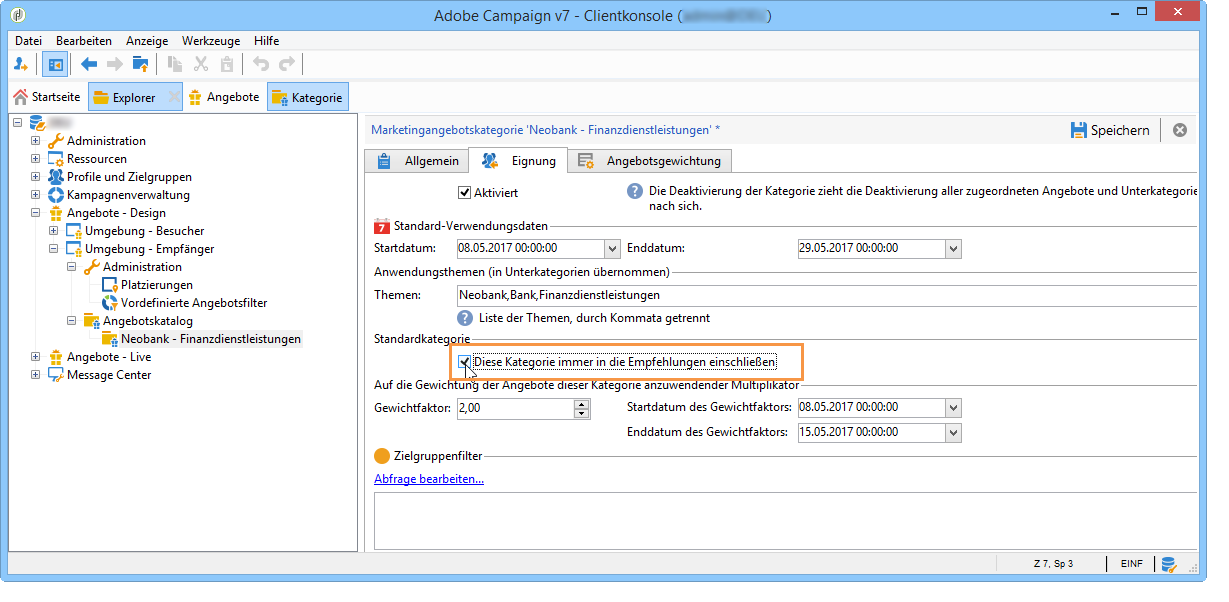 Adobe Campaign v7 - Clientkonsole ( )
Datei Bearbeiten Anzeige Werkzeuge Hilfe
Startseite Explorer Angebote Kategorie
Administration
Ressourcen
Profile und Zielgruppen
Kampagnenverwaltung
Angebote - Design
Umgebung - Besucher
Umgebung - Empfänger
Administration
Platzierungen
Vordefinierte Angebotsfilter
Angebotskatalog
Neobank - Finanzdienstleistungen
Angebote - Live
Message Center
Marketingangebotskategorie 'Neobank - Finanzdienstleistungen' *
Speichern
Allgemein Eignung Angebotsgewichtung
Aktiviert
Die Deaktivierung der Kategorie zieht die Deaktivierung aller zugeordneten Angebote und Unterkategorie
nach sich.
7 Standard-Verwendungsdaten
Startdatum: 08.05.2017 00:00:00 Enddatum: 29.05.2017 00:00:00
Anwendungsthemen (in Unterkategorien übernommen)
Themen: Neobank,Bank,Finanzdienstleistungen
Liste der Themen, durch Kommata getrennt
Standardkategorie
Diese Kategorie immer in die Empfehlungen einschließen
Auf die Gewichtung der Angebote dieser Kategorie anzuwendender Multiplikator
Gewichtfaktor: 2,00 Startdatum des Gewichtfaktors: 08.05.2017 00:00:00
Enddatum des Gewichtfaktors: 15.05.2017 00:00:00
Zielgruppenfilter
Abfrage bearbeiten...
Z 7, Sp 3 EINF